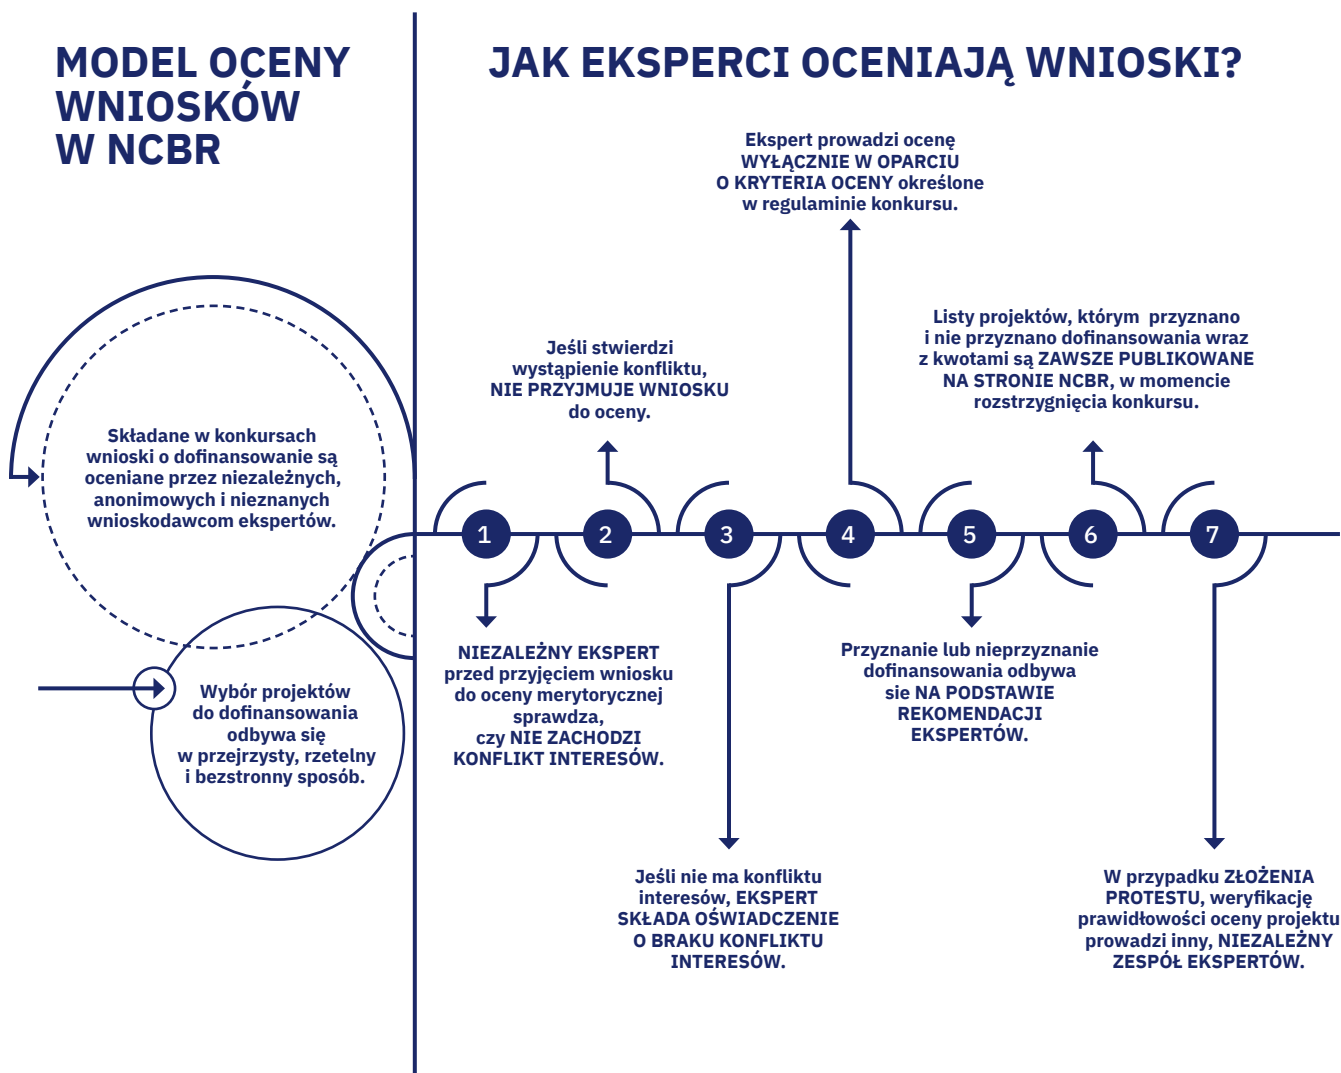 MODEL OCENY
WNIOSKÓW
W NCBR
Składane w konkursach
wnioski o dofinansowanie są
oceniane przez niezależnych,
anonimowych i nieznanych
wnioskodawcom ekspertów.
Wybór projektów
do dofinansowania
odbywa się
w przejrzysty, rzetelny
i bezstronny sposób.
JAK EKSPERCI OCENIAJĄ WNIOSKI?
1
NIEZALEŻNY EKSPERT
przed przyjęciem wniosku
do oceny merytorycznej
sprawdza,
czy NIE ZACHODZI
KONFLIKT INTERESÓW.
2
Jeśli stwierdzi
wystąpienie konfliktu,
NIE PRZYJMUJE WNIOSKU
do oceny.
3
Jeśli nie ma konfliktu
interesów, EKSPERT
SKŁADA OŚWIADCZENIE
O BRAKU KONFLIKTU
INTERESÓW.
4
Ekspert prowadzi ocenę
WYŁĄCZNIE W OPARCIU
O KRYTERIA OCENY określone
w regulaminie konkursu.
5
Przyznanie lub nieprzyznanie
dofinansowania odbywa
sie NA PODSTAWIE
REKOMENDACJI
EKSPERTÓW.
6
Listy projektów, którym przyznano
i nie przyznano dofinansowania wraz
z kwotami są ZAWSZE PUBLIKOWANE
NA STRONIE NCBR, w momencie
rozstrzygnięcia konkursu.
7
W przypadku ZŁOŻENIA
PROTESTU, weryfikację
prawidłowości oceny projektu
prowadzi inny, NIEZALEŻNY
ZESPÓŁ EKSPERTÓW.